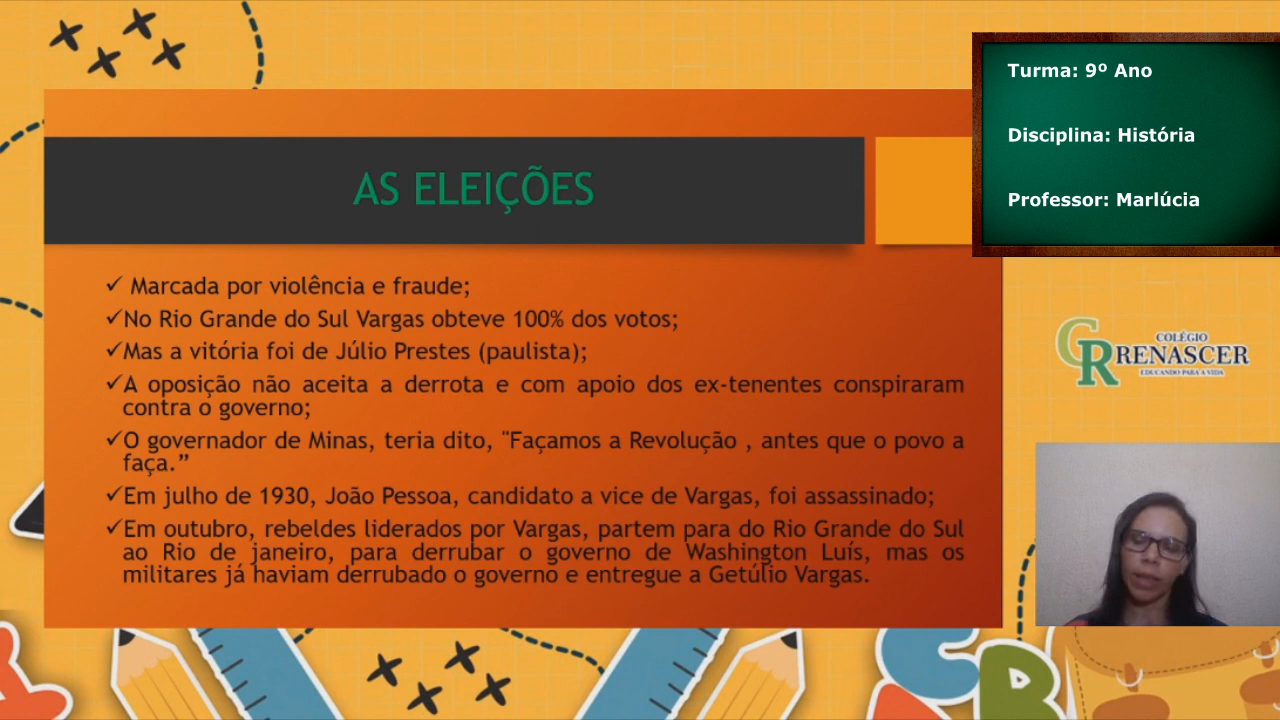 Turma: 9º Ano
Disciplina: História
Professor: Marlúcia
AS ELEIÇÕES
✓ Marcada por violência e fraude;
✓No Rio Grande do Sul Vargas obteve 100% dos votos;
✓Mas a vitória foi de Júlio Prestes (paulista);
✓A oposição não aceita a derrota e com apoio dos ex-tenentes conspiraram
contra o governo;
✓O governador de Minas, teria dito, "Façamos a Revolução , antes que o povo a
faça.”
✓Em julho de 1930, João Pessoa, candidato a vice de Vargas, foi assassinado;
✓Em outubro, rebeldes liderados por Vargas, partem para do Rio Grande do Sul
ao Rio de janeiro, para derrubar o governo de Washington Luís, mas os
militares já haviam derrubado o governo e entregue a Getúlio Vargas.
CR
COLÉGIO
RENASCER
EDUCANDO PARA A VIDA